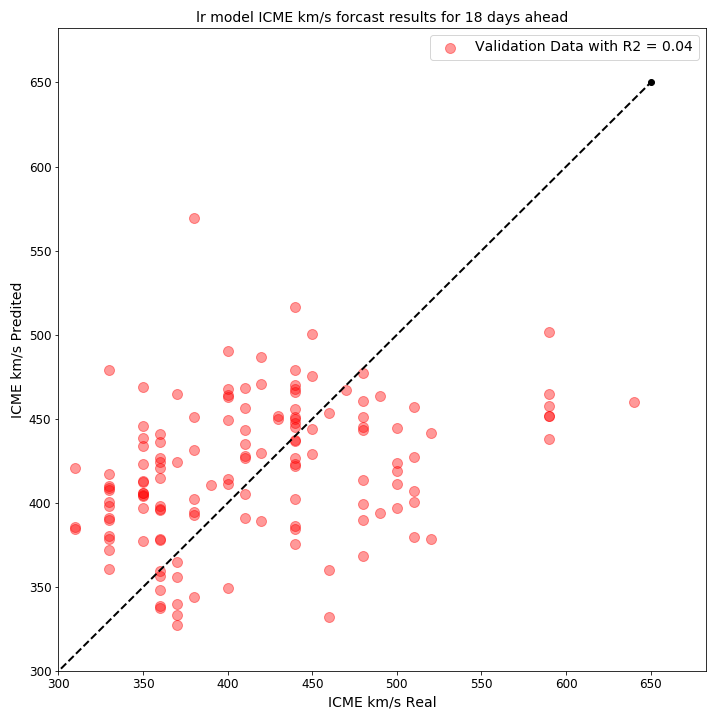 lr model ICME km/s forcast results for 18 days ahead
Validation Data with R2 = 0.04
650
600
550
500
450
400
350
300
ICME km/s Predited
300 350 400 450 500 550 600 650
ICME km/s Real